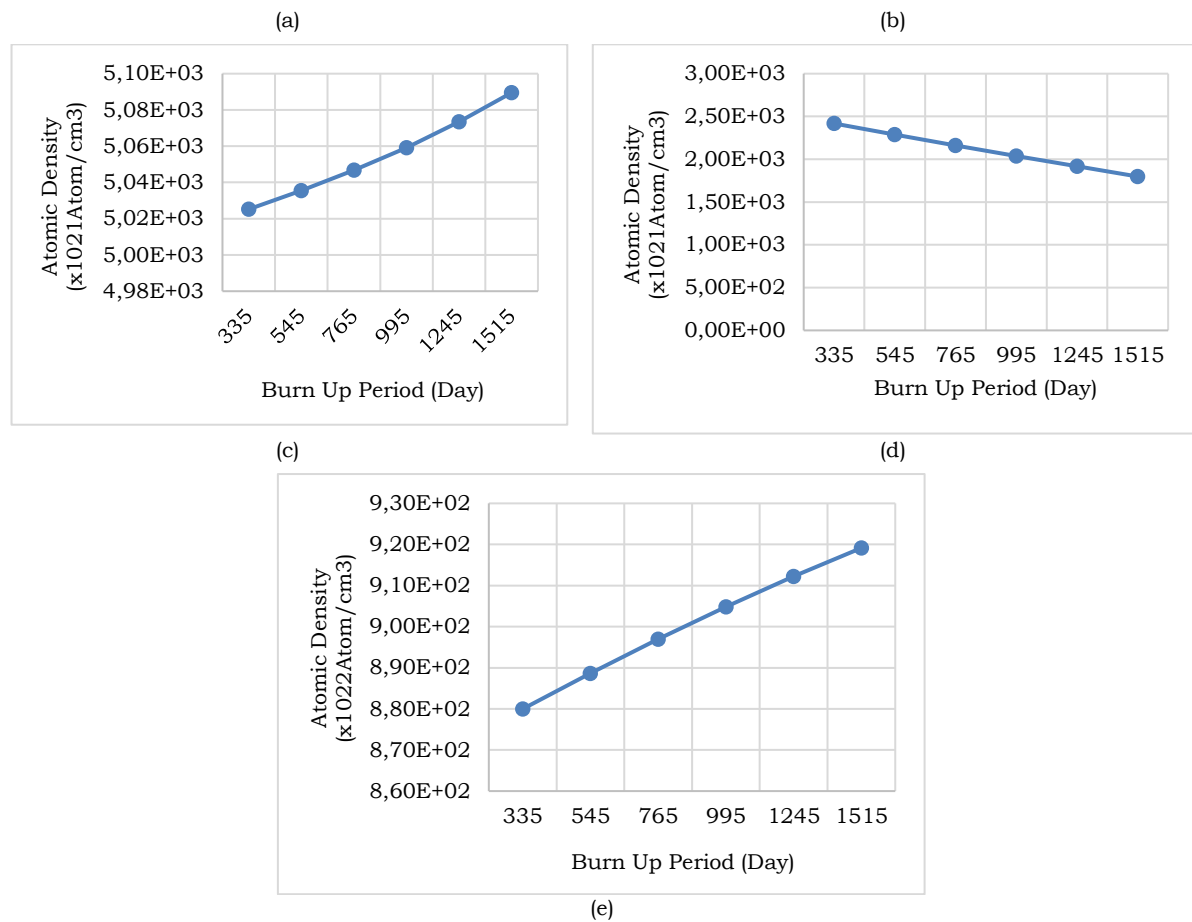 (a)
(b)
Atomic Density
(x1021Atom/cm3)
5,10E+03
5,08E+03
5,06E+03
5,04E+03
5,02E+03
5,00E+03
4,98E+03
335 545 765 995 1245 1515
Burn Up Period (Day)
Atomic Density
(x1021Atom/cm3)
3,00E+03
2,50E+03
2,00E+03
1,50E+03
1,00E+03
5,00E+02
0,00E+00
335 545 765 995 1245 1515
Burn Up Period (Day)
(c)
(d)
Atomic Density
(x1022Atom/cm3)
9,30E+02
9,20E+02
9,10E+02
9,00E+02
8,90E+02
8,80E+02
8,70E+02
8,60E+02
335 545 765 995 1245 1515
Burn Up Period (Day)
(e)